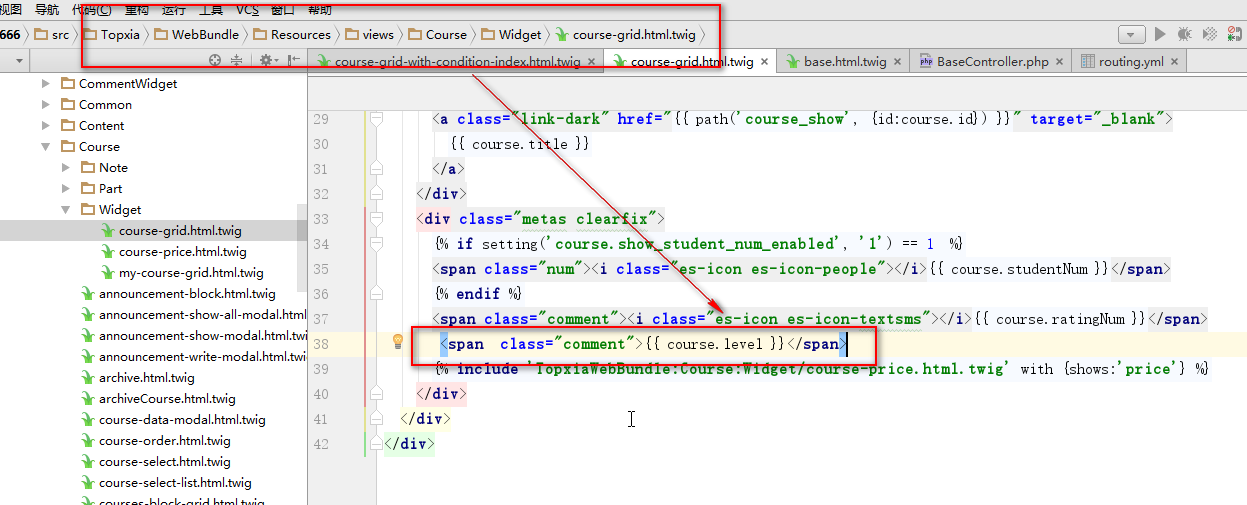 视图 导航 代码(C) 重构 运行 工具 VCS 窗口 帮助
666 src Topxia WebBundle Resources views Course Widget course-grid.html.twig
course-grid-with-condition-index.html.twig course-grid.html.twig base.html.twig BaseController.php routing.yml
CommentWidget
Common
Content
Course
Note
Part
Widget
course-grid.html.twig
course-price.html.twig
my-course-grid.html.twig
announcement-block.html.twig
announcement-show-all-modal.html
announcement-show-modal.html.tw
announcement-write-modal.html.twi
archive.html.twig
archiveCourse.html.twig
course-data-modal.html.twig
course-order.html.twig
course-select.html.twig
course-select-list.html.twig
courses-block-grid.html.twig
29 <a class="link-dark" href="{{ path('course_show', {id:course.id}) }}" target="_blank">
30 {{ course.title }}
31 </a>
32 </div>
33 <div class="metas clearfix">
34 {% if setting('course.show_student_num_enabled', '1') == 1 %}
35 <span class="num"><i class="es-icon es-icon-people"></i>{{ course.studentNum }}</span>
36 {% endif %}
37 <span class="comment"><i class="es-icon es-icon-textsms"></i>{{ course.ratingNum }}</span>
38 <span class="comment">{{ course.level }}</span>
39 {% include 'TopxiaWebBundle:Course:Widget/course-price.html.twig' with {shows:'price'} %}
40 </div>
41 </div>
42 </div>